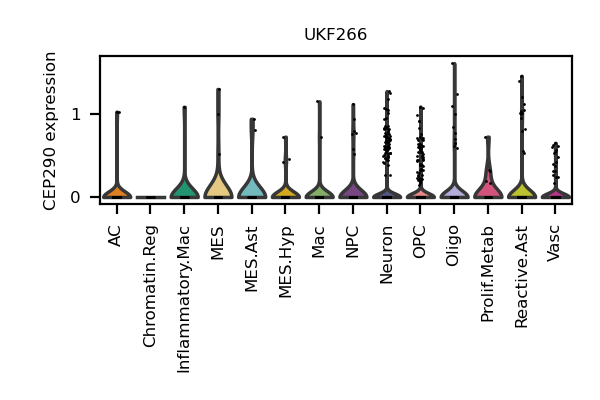 UKF266
CEP290 expression
1
0
AC
Chromatin.Reg
Inflammatory.Mac
MES
MES.Ast
MES.Hyp
Mac
NPC
Neuron
OPC
Oligo
Prolif.Metab
Reactive.Ast
Vasc